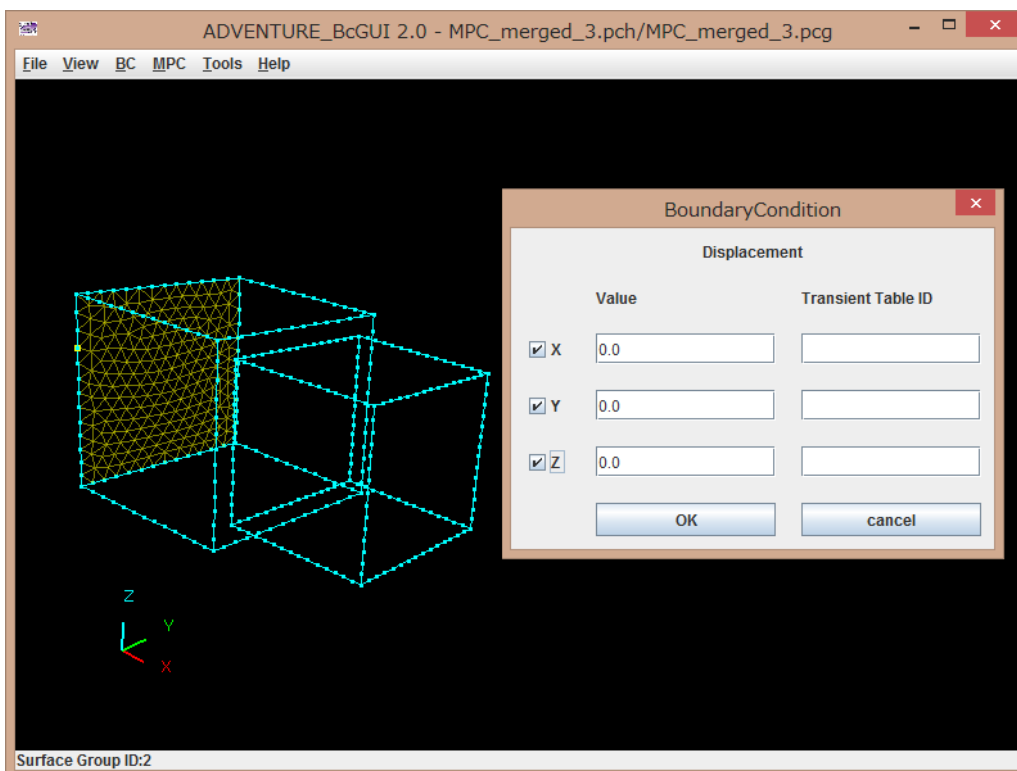 ADVENTURE_BcGUI 2.0 - MPC_merged_3.pch/MPC_merged_3.pcg
File View BC MPC Tools Help
BoundaryCondition
Displacement
Value Transient Table ID
X 0.0
Y 0.0
Z 0.0
OK cancel
Z
Y
X
Surface Group ID:2